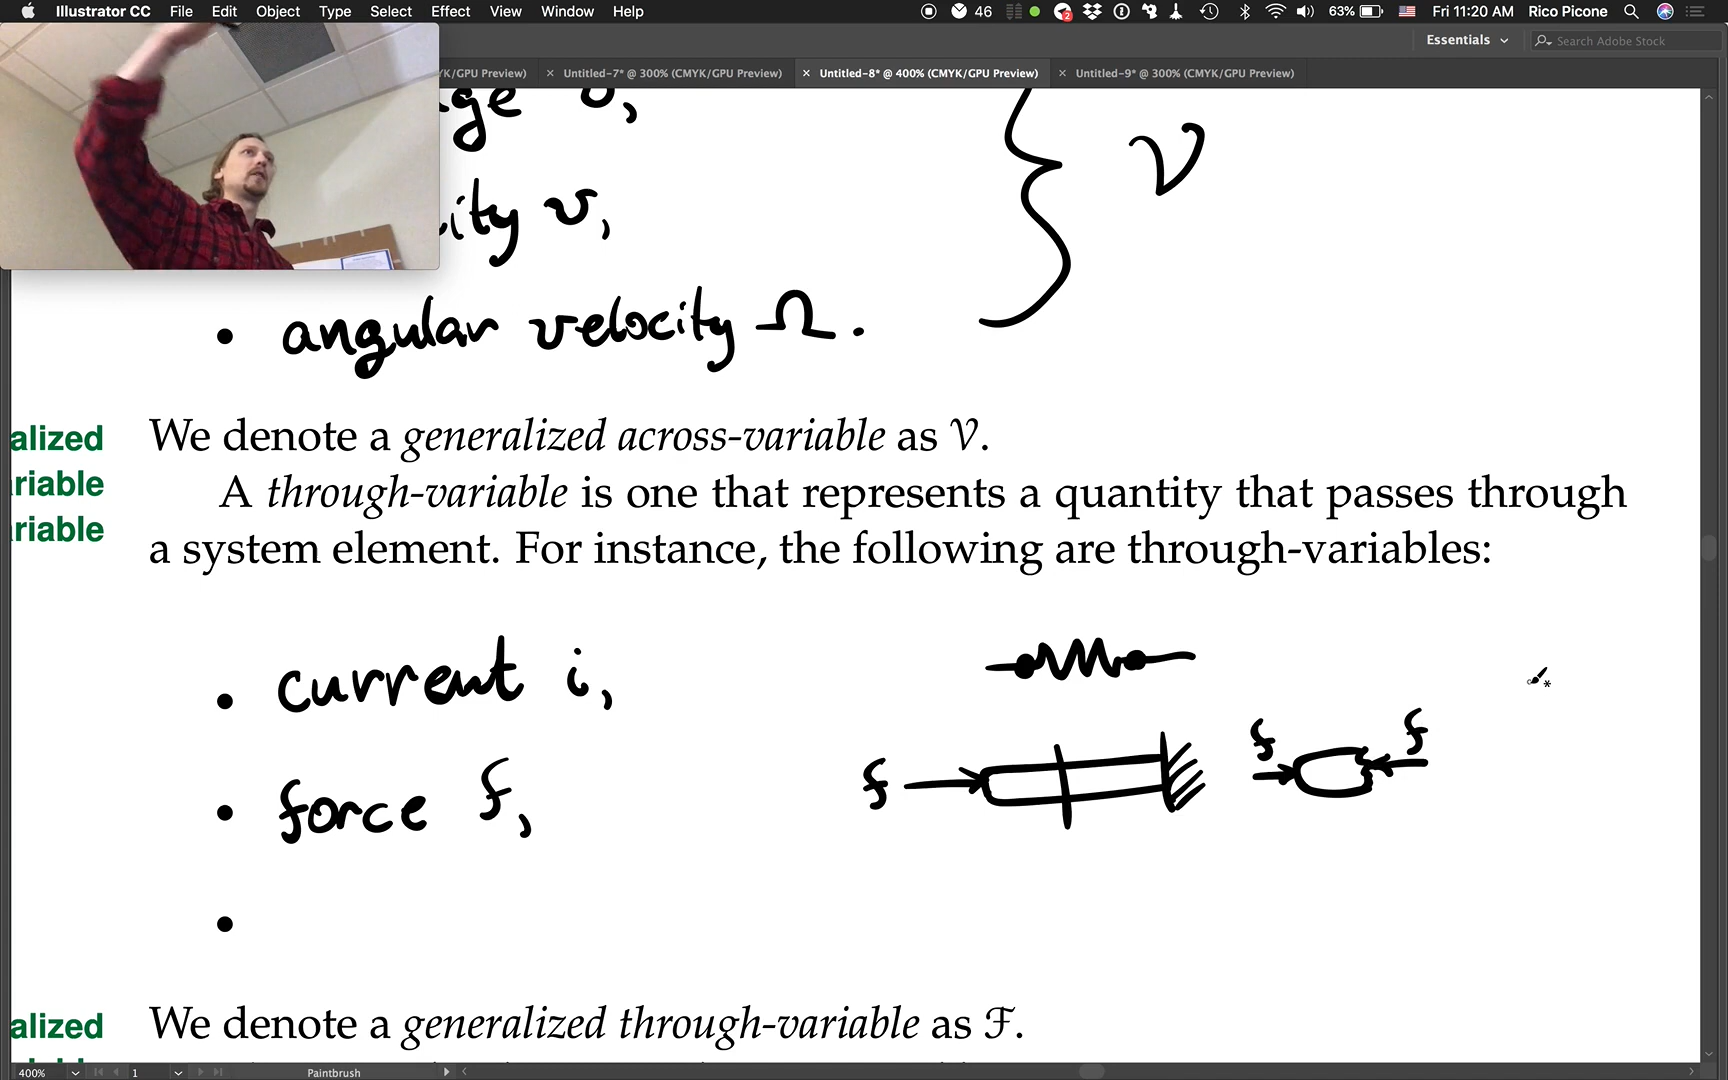 Illustrator CC File Edit Object Type Select Effect View Window Help 46 2 63% Fri 11:20 AM Rico Picone
Essentials Search Adobe Stock
YK/GPU Preview) × Untitled-7* @ 300% (CMYK/GPU Preview) × Untitled-8* @ 400% (CMYK/GPU Preview) × Untitled-9* @ 300% (CMYK/GPU Preview)
age v,
𝒱
ity v,
• angular velocity Ω.
alized We denote a generalized across-variable as 𝒱.
riable A through-variable is one that represents a quantity that passes through
riable a system element. For instance, the following are through-variables:
• current i,
f f
• force f, f
•
alized We denote a generalized through-variable as ℱ.
400% 1 Paintbrush